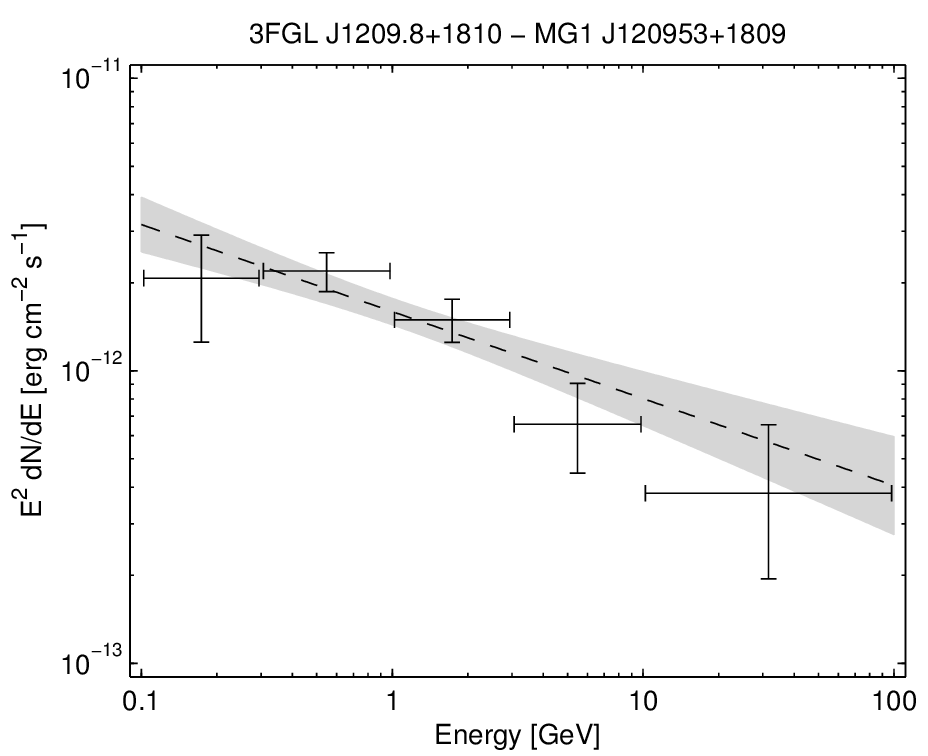 3FGL J1209.8+1810 − MG1 J120953+1809
10⁻¹¹
10⁻¹²
10⁻¹³
E² dN/dE [erg cm⁻² s⁻¹]
0.1 1 10 100
Energy [GeV]